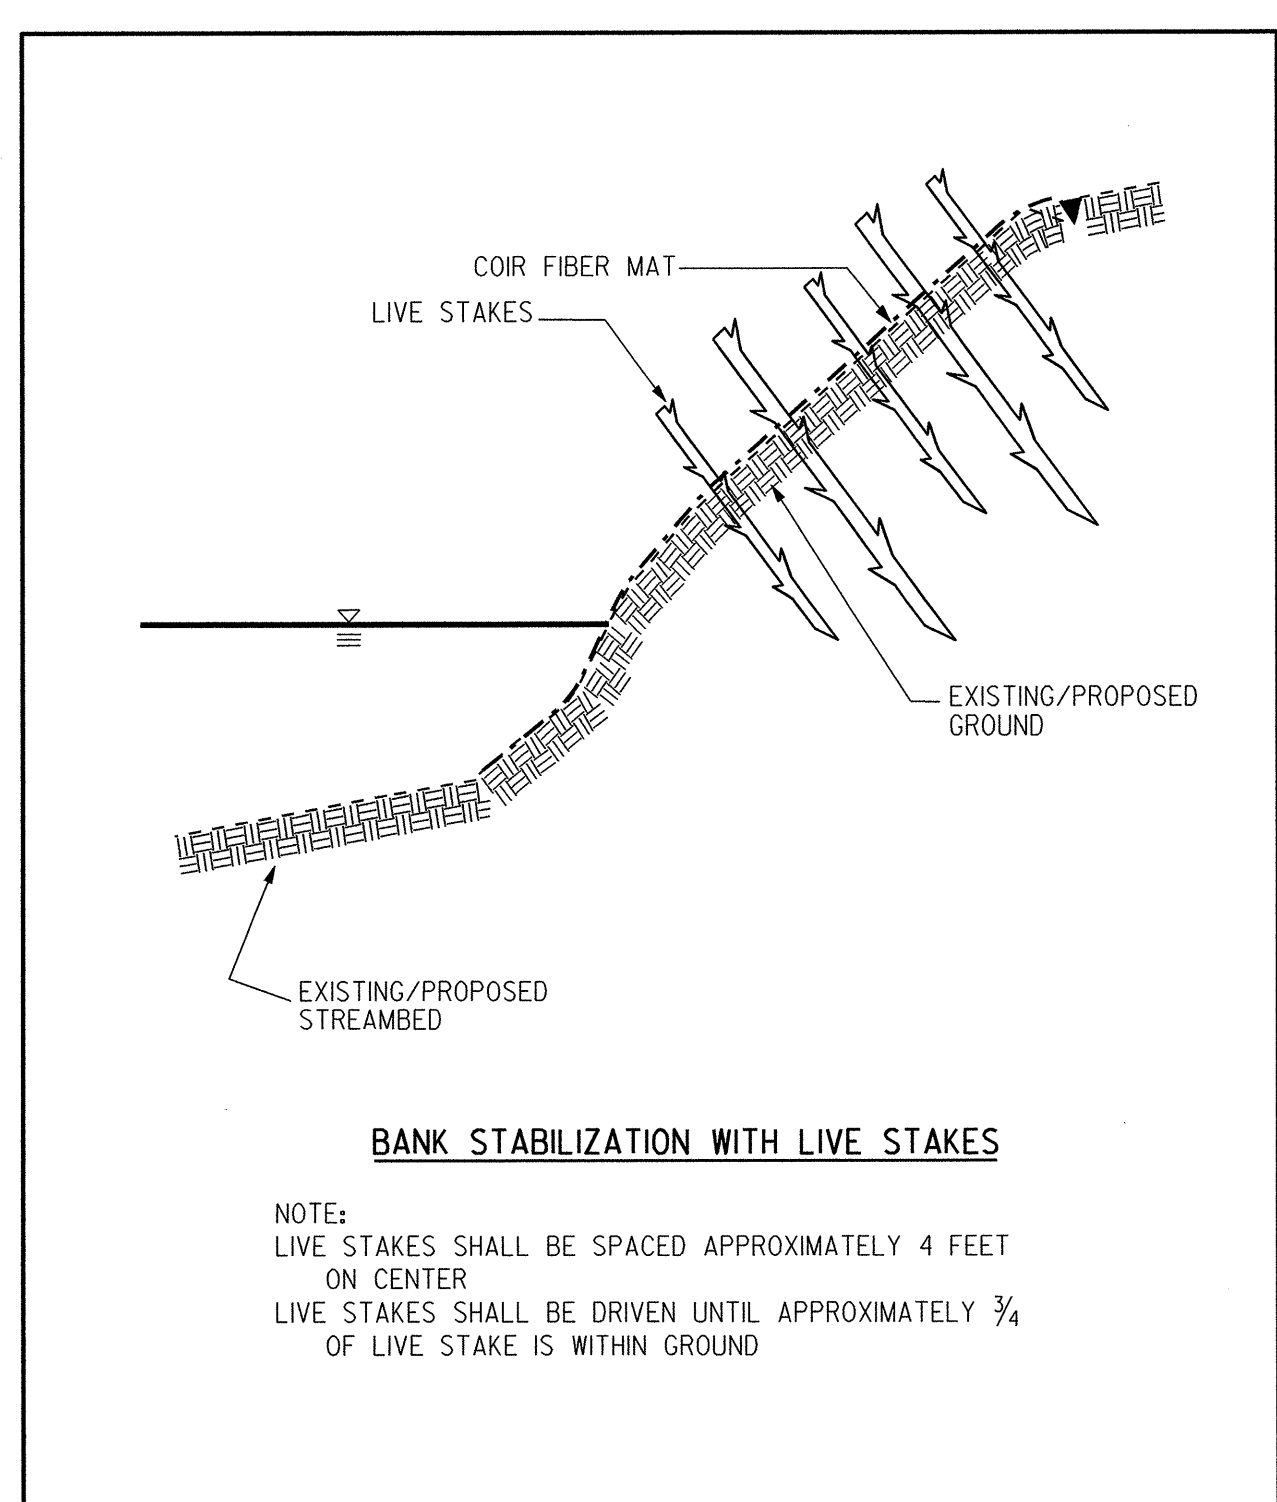 COIR FIBER MAT
LIVE STAKES
EXISTING/PROPOSED
GROUND
EXISTING/PROPOSED
STREAMBED
BANK STABILIZATION WITH LIVE STAKES
NOTE:
LIVE STAKES SHALL BE SPACED APPROXIMATELY 4 FEET
ON CENTER
LIVE STAKES SHALL BE DRIVEN UNTIL APPROXIMATELY ¾
OF LIVE STAKE IS WITHIN GROUND